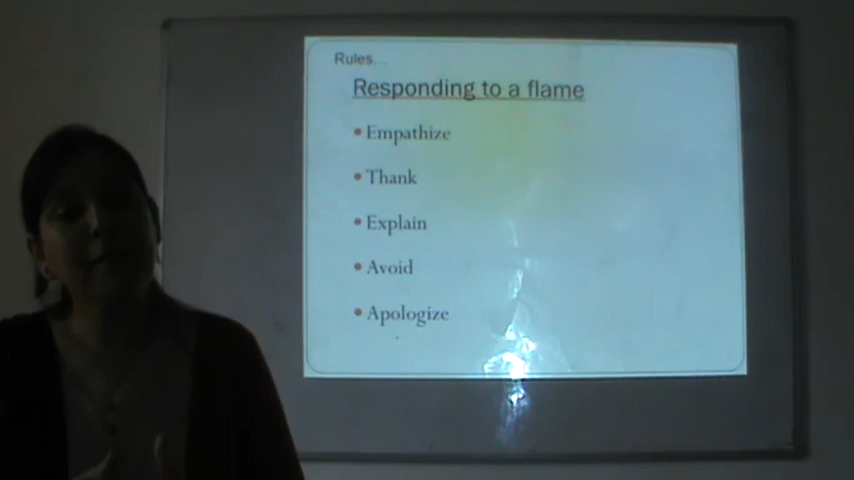 Rules...
Responding to a flame
• Empathize
• Thank
• Explain
• Avoid
• Apologize